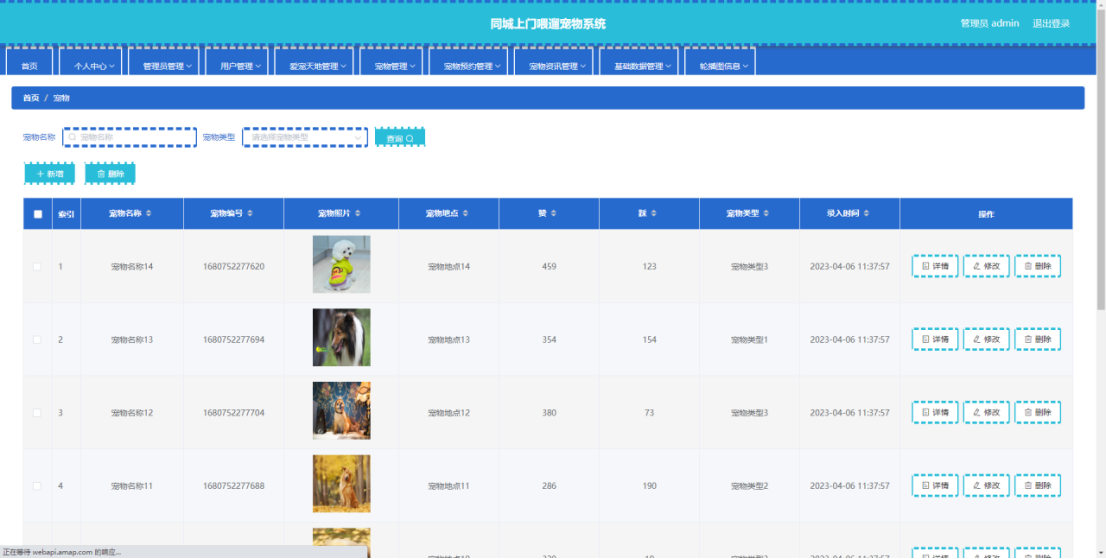 同城上门喂遛宠物系统
管理员 admin 退出登录
首页 个人中心 管理员管理 用户管理 爱宠天地管理 宠物管理 宠物预约管理 宠物资讯管理 基础数据管理 轮播图信息
首页 / 宠物
宠物名称 宠物名称 宠物类型 请选择宠物类型 查询
+ 新增 删除
索引 宠物名称 宠物编号 宠物照片 宠物地点 赞 踩 宠物类型 录入时间 操作
1 宠物名称14 1680752277620 宠物地点14 459 123 宠物类型3 2023-04-06 11:37:57 详情 修改 删除
2 宠物名称13 1680752277694 宠物地点13 354 154 宠物类型1 2023-04-06 11:37:57 详情 修改 删除
3 宠物名称12 1680752277704 宠物地点12 380 73 宠物类型3 2023-04-06 11:37:57 详情 修改 删除
4 宠物名称11 1680752277688 宠物地点11 286 190 宠物类型2 2023-04-06 11:37:57 详情 修改 删除
正在等待 webapi.amap.com 的响应...